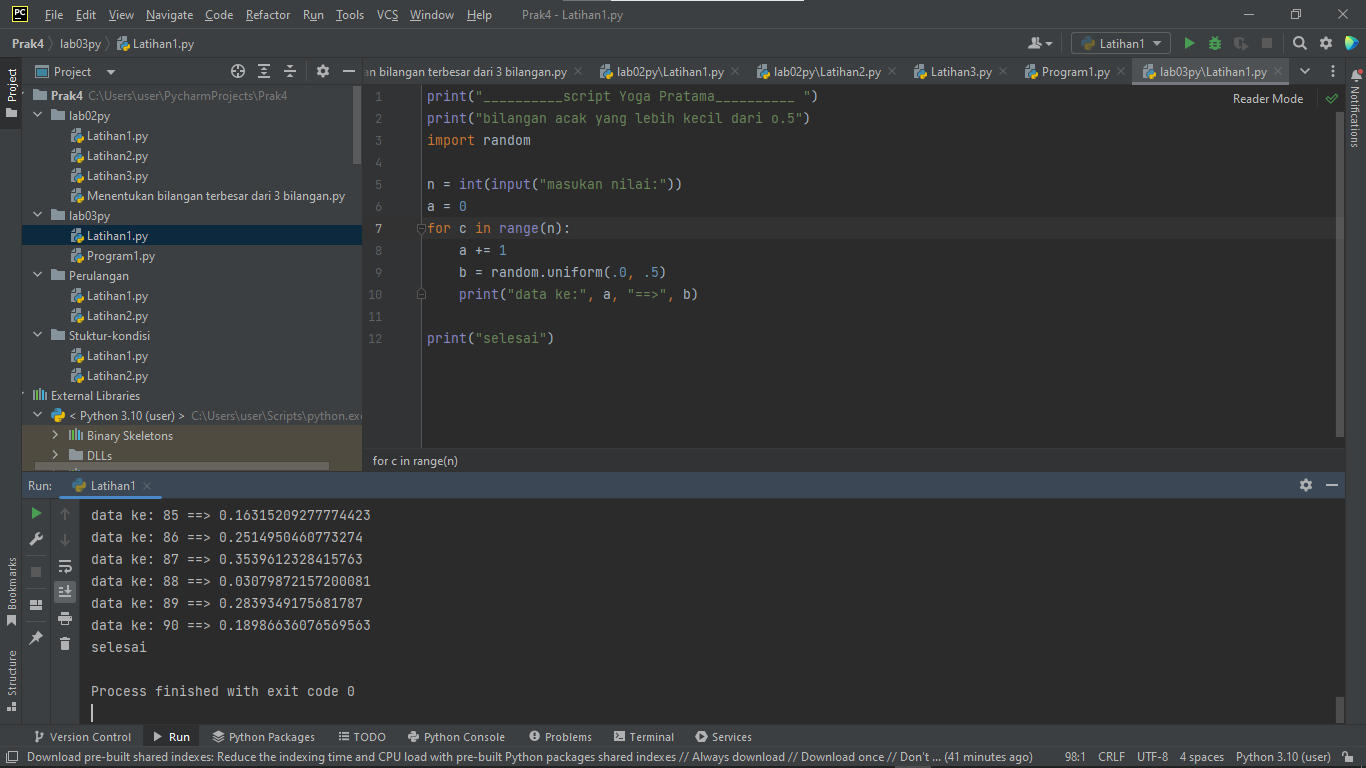 PC File Edit View Navigate Code Refactor Run Tools VCS Window Help Prak4 - Latihan1.py
Prak4 lab03py Latihan1.py Latihan1
Project
Project
an bilangan terbesar dari 3 bilangan.py lab02py\Latihan1.py lab02py\Latihan2.py Latihan3.py Program1.py lab03py\Latihan1.py
Notifications
Prak4 C:\Users\user\PycharmProjects\Prak4
lab02py
Latihan1.py
Latihan2.py
Latihan3.py
Menentukan bilangan terbesar dari 3 bilangan.py
lab03py
Latihan1.py
Program1.py
Perulangan
Latihan1.py
Latihan2.py
Stuktur-kondisi
Latihan1.py
Latihan2.py
External Libraries
< Python 3.10 (user) > C:\Users\user\Scripts\python.exe
Binary Skeletons
DLLs
Reader Mode
1 print("__________script Yoga Pratama__________ ")
2 print("bilangan acak yang lebih kecil dari o.5")
3 import random
4
5 n = int(input("masukan nilai:"))
6 a = 0
7 for c in range(n):
8 a += 1
9 b = random.uniform(.0, .5)
10 print("data ke:", a, "==>", b)
11
12 print("selesai")
for c in range(n)
Run: Latihan1
data ke: 85 ==> 0.16315209277774423
data ke: 86 ==> 0.2514950460773274
data ke: 87 ==> 0.3539612328415763
data ke: 88 ==> 0.03079872157200081
data ke: 89 ==> 0.2839349175681787
data ke: 90 ==> 0.18986636076569563
selesai
Process finished with exit code 0
Bookmarks
Structure
Version Control Run Python Packages TODO Python Console Problems Terminal Services
Download pre-built shared indexes: Reduce the indexing time and CPU load with pre-built Python packages shared indexes // Always download // Download once // Don't ... (41 minutes ago) 98:1 CRLF UTF-8 4 spaces Python 3.10 (user)